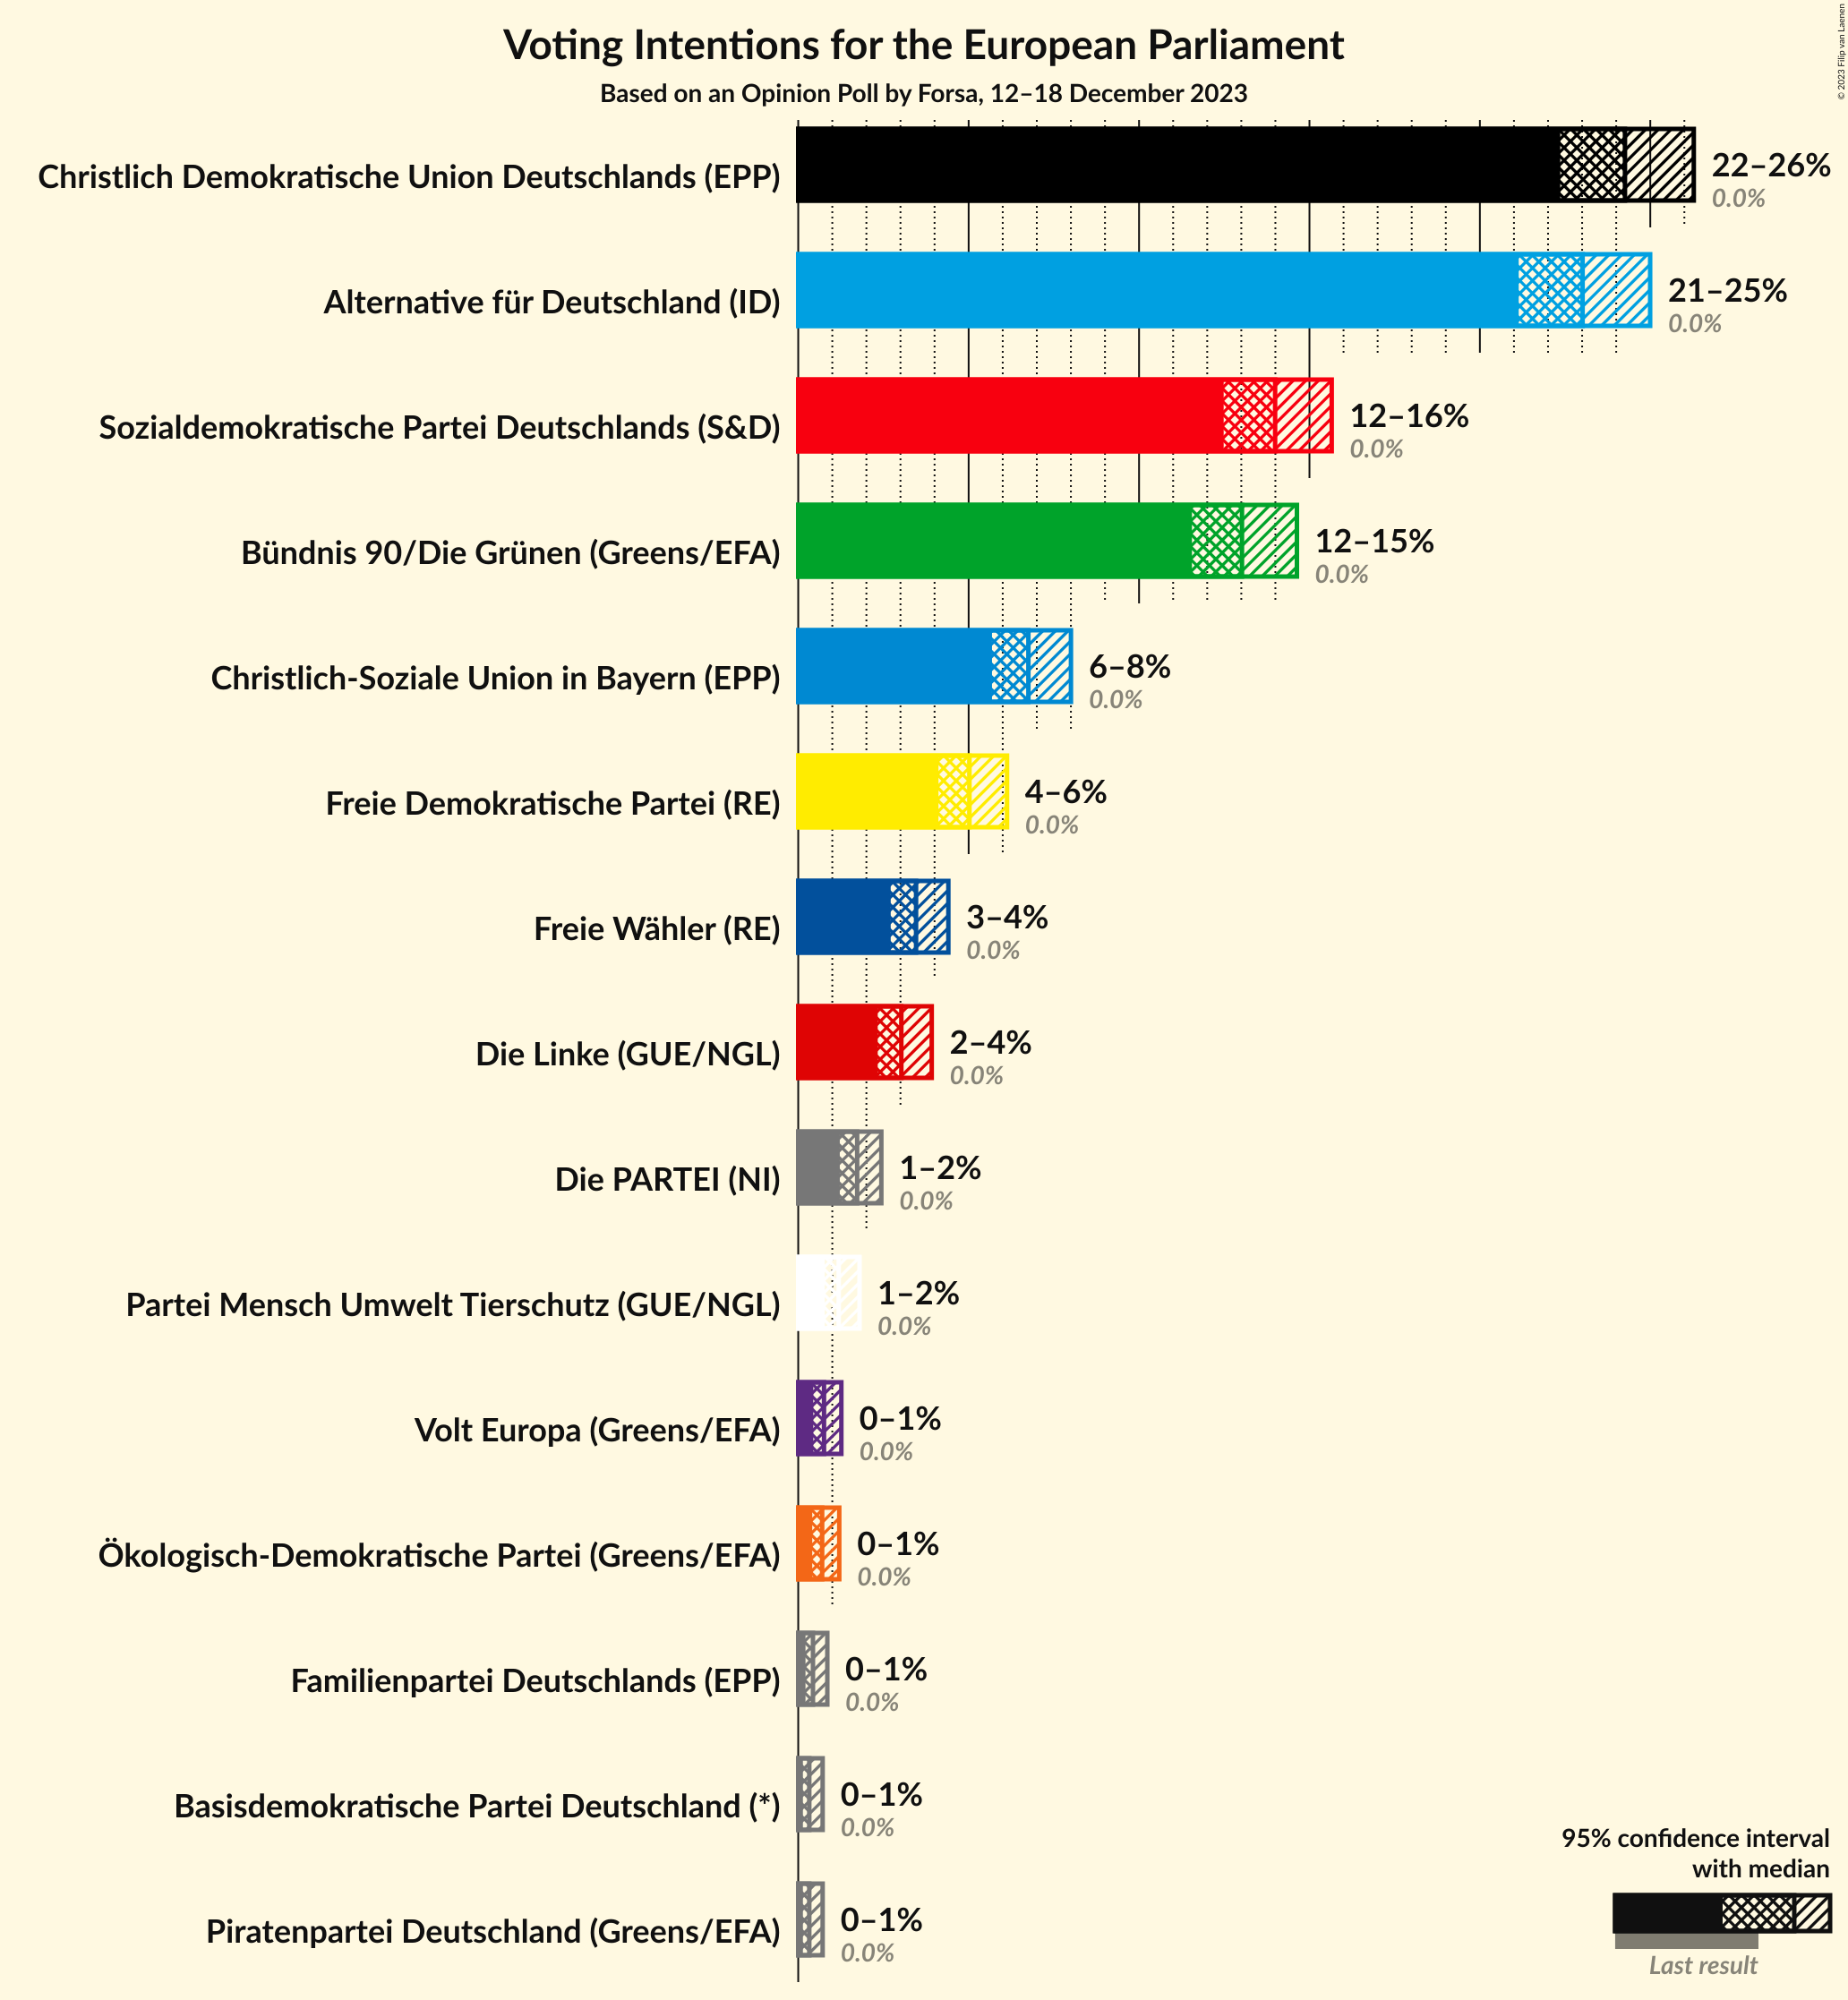 Voting Intentions for the European Parliament
Based on an Opinion Poll by Forsa, 12–18 December 2023
© 2023 Filip van Laenen
Christlich Demokratische Union Deutschlands (EPP)
22–26%
0.0%
Alternative für Deutschland (ID)
21–25%
0.0%
Sozialdemokratische Partei Deutschlands (S&D)
12–16%
0.0%
Bündnis 90/Die Grünen (Greens/EFA)
12–15%
0.0%
Christlich-Soziale Union in Bayern (EPP)
6–8%
0.0%
Freie Demokratische Partei (RE)
4–6%
0.0%
Freie Wähler (RE)
3–4%
0.0%
Die Linke (GUE/NGL)
2–4%
0.0%
Die PARTEI (NI)
1–2%
0.0%
Partei Mensch Umwelt Tierschutz (GUE/NGL)
1–2%
0.0%
Volt Europa (Greens/EFA)
0–1%
0.0%
Ökologisch-Demokratische Partei (Greens/EFA)
0–1%
0.0%
Familienpartei Deutschlands (EPP)
0–1%
0.0%
Basisdemokratische Partei Deutschland (*)
0–1%
0.0%
Piratenpartei Deutschland (Greens/EFA)
0–1%
0.0%
95% confidence interval
with median
Last result